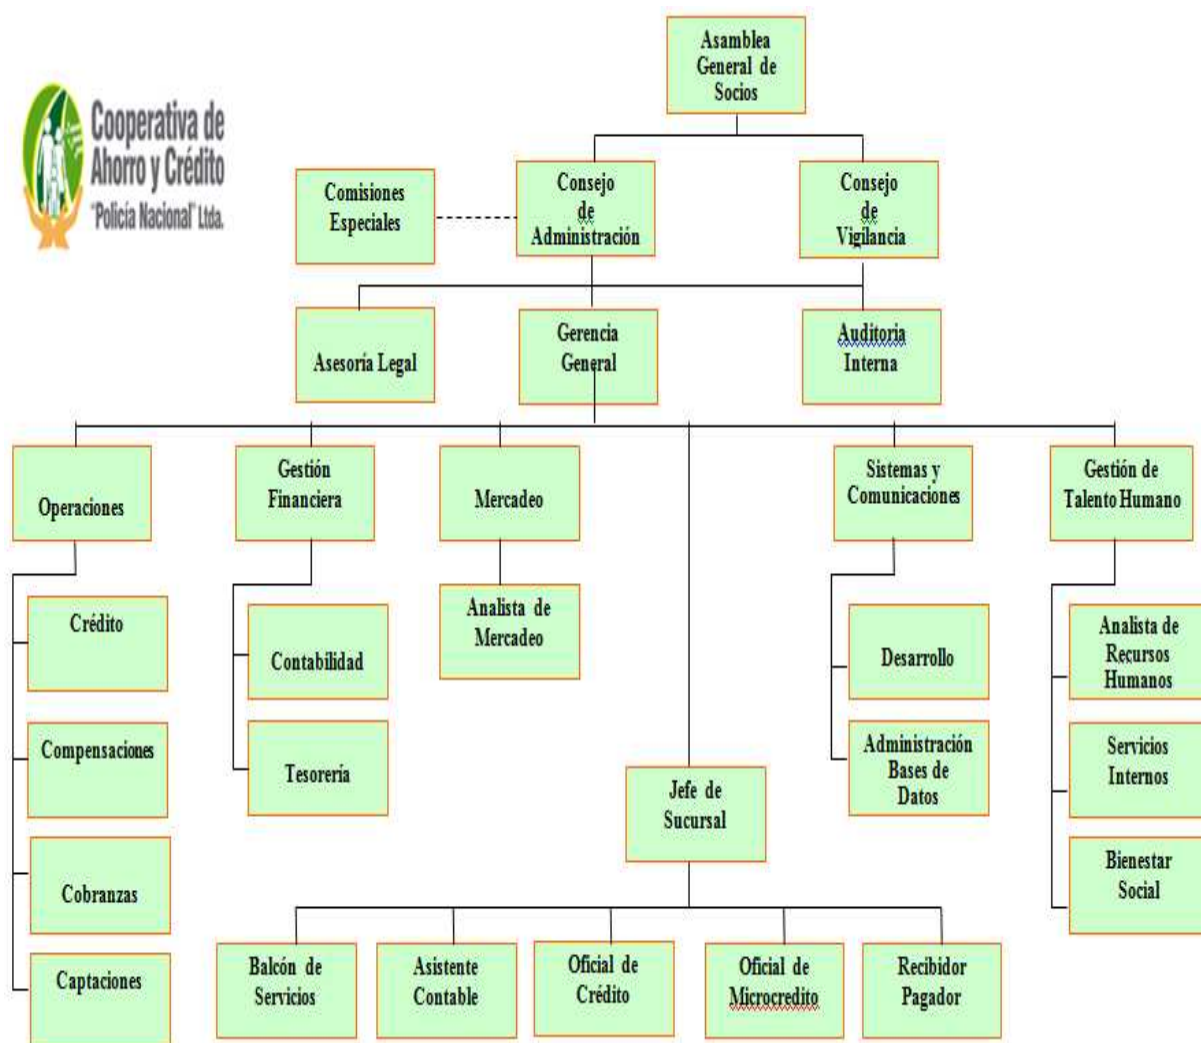 Asamblea
General de
Socios
Cooperativa de
Ahorro y Crédito
"Policía Nacional" Ltda.
Comisiones
Especiales
Consejo
de
Administración
Consejo
de
Vigilancia
Asesoría Legal
Gerencia
General
Auditoria
Interna
Operaciones
Gestión
Financiera
Mercadeo
Sistemas y
Comunicaciones
Gestión de
Talento Humano
Crédito
Compensaciones
Cobranzas
Captaciones
Contabilidad
Tesorería
Analista de
Mercadeo
Desarrollo
Administración
Bases de
Datos
Analista de
Recursos
Humanos
Servicios
Internos
Bienestar
Social
Jefe de
Sucursal
Balcón de
Servicios
Asistente
Contable
Oficial de
Crédito
Oficial de
Microcredito
Recibidor
Pagador